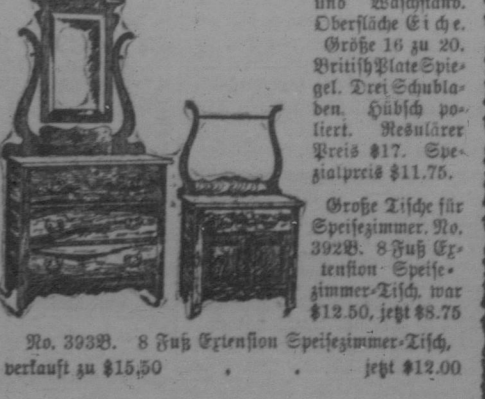 und Waschstand.
Oberfläche Eiche.
Größe 16 zu 20.
British Plate Spie-
gel. Drei Schubla-
den. Hübsch po-
liert. Resulärer
Preis $17. Spe-
zialpreis $11.75.
Große Tische für
Speisezimmer. No.
392B. 8 Fuß Ex-
tension Speise-
zimmer-Tisch, war
$12.50, jetzt $8.75
No. 393B. 8 Fuß Extension Speisezimmer-Tisch,
verkauft zu $15,50 . . jetzt $12.00